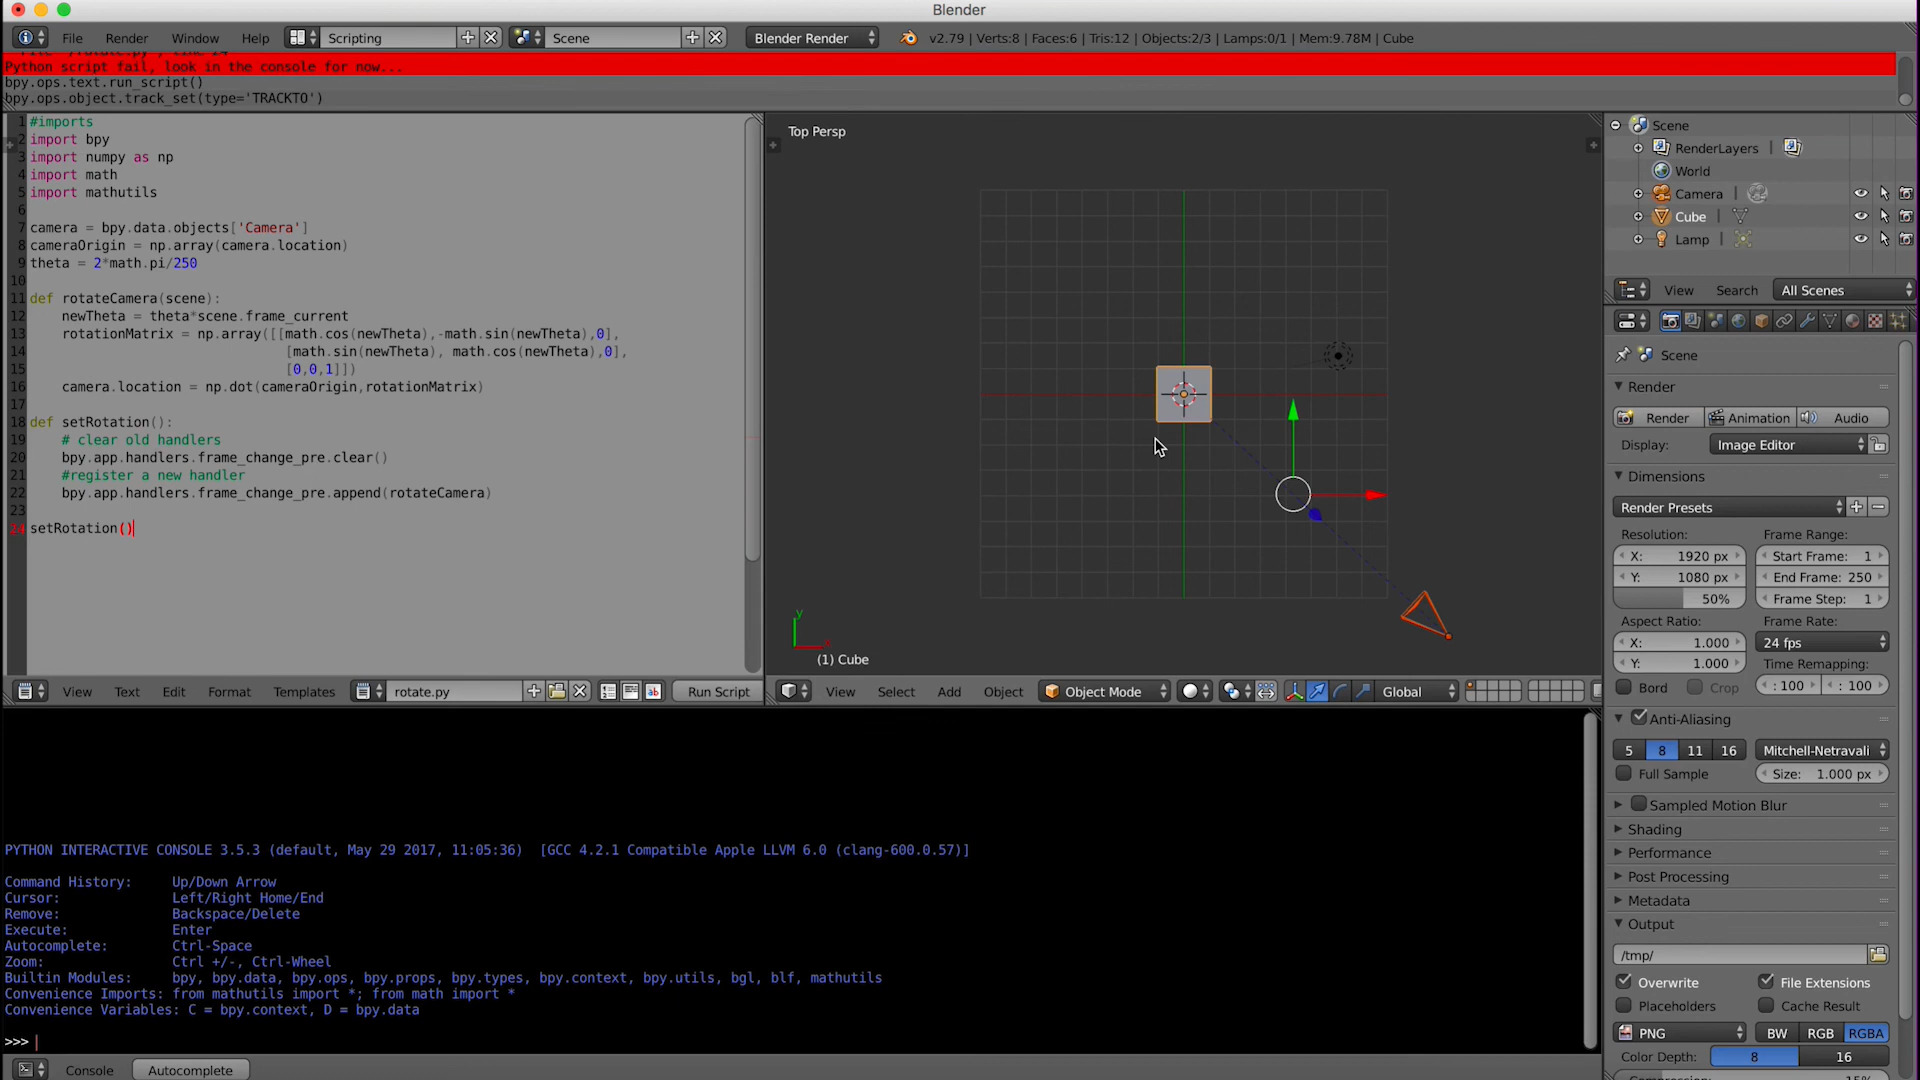 Blender
File Render Window Help Scripting Scene Blender Render v2.79 | Verts:8 | Faces:6 | Tris:12 | Objects:2/3 | Lamps:0/1 | Mem:9.78M | Cube
Python script fail, look in the console for now...
bpy.ops.text.run_script()
bpy.ops.object.track_set(type='TRACKTO')
1 #imports
2 import bpy
3 import numpy as np
4 import math
5 import mathutils
6
7 camera = bpy.data.objects['Camera']
8 cameraOrigin = np.array(camera.location)
9 theta = 2*math.pi/250
10
11 def rotateCamera(scene):
12 newTheta = theta*scene.frame_current
13 rotationMatrix = np.array([[math.cos(newTheta),-math.sin(newTheta),0],
14 [math.sin(newTheta), math.cos(newTheta),0],
15 [0,0,1]])
16 camera.location = np.dot(cameraOrigin,rotationMatrix)
17
18 def setRotation():
19 # clear old handlers
20 bpy.app.handlers.frame_change_pre.clear()
21 #register a new handler
22 bpy.app.handlers.frame_change_pre.append(rotateCamera)
23
24 setRotation()
View Text Edit Format Templates rotate.py Run Script
Top Persp
y
(1) Cube
View Select Add Object Object Mode Global
PYTHON INTERACTIVE CONSOLE 3.5.3 (default, May 29 2017, 11:05:36) [GCC 4.2.1 Compatible Apple LLVM 6.0 (clang-600.0.57)]
Command History: Up/Down Arrow
Cursor: Left/Right Home/End
Remove: Backspace/Delete
Execute: Enter
Autocomplete: Ctrl-Space
Zoom: Ctrl +/-, Ctrl-Wheel
Builtin Modules: bpy, bpy.data, bpy.ops, bpy.props, bpy.types, bpy.context, bpy.utils, bgl, blf, mathutils
Convenience Imports: from mathutils import *; from math import *
Convenience Variables: C = bpy.context, D = bpy.data
>>>
Console Autocomplete
Scene
RenderLayers |
World
Camera |
Cube |
Lamp |
View Search All Scenes
Scene
Render
Render Animation Audio
Display: Image Editor
Dimensions
Render Presets
Resolution: Frame Range:
X: 1920 px Start Frame: 1
Y: 1080 px End Frame: 250
50% Frame Step: 1
Aspect Ratio: Frame Rate:
X: 1.000 24 fps
Y: 1.000 Time Remapping:
Bord Crop : 100 : 100
Anti-Aliasing
5 8 11 16 Mitchell-Netravali
Full Sample Size: 1.000 px
Sampled Motion Blur
Shading
Performance
Post Processing
Metadata
Output
/tmp/
Overwrite File Extensions
Placeholders Cache Result
PNG BW RGB RGBA
Color Depth: 8 16